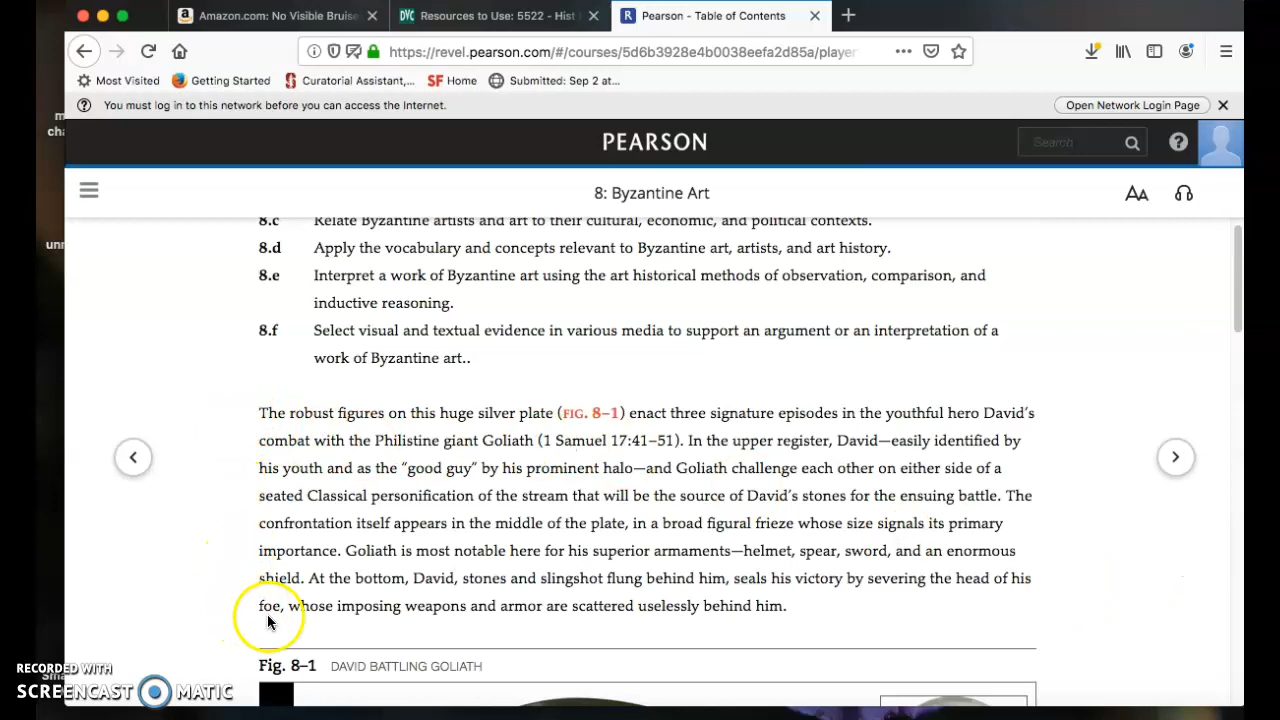 Amazon.com: No Visible Bruise
DVC Resources to Use: 5522 - Hist
R Pearson - Table of Contents
https://revel.pearson.com/#/courses/5d6b3928e4b0038eefa2d85a/player
Most Visited Getting Started Curatorial Assistant,... SF Home Submitted: Sep 2 at...
You must log in to this network before you can access the Internet. Open Network Login Page
PEARSON Search
8: Byzantine Art AA
8.c Relate Byzantine artists and art to their cultural, economic, and political contexts.
8.d Apply the vocabulary and concepts relevant to Byzantine art, artists, and art history.
8.e Interpret a work of Byzantine art using the art historical methods of observation, comparison, and
inductive reasoning.
8.f Select visual and textual evidence in various media to support an argument or an interpretation of a
work of Byzantine art..
The robust figures on this huge silver plate (FIG. 8–1) enact three signature episodes in the youthful hero David's
combat with the Philistine giant Goliath (1 Samuel 17:41–51). In the upper register, David—easily identified by
his youth and as the "good guy" by his prominent halo—and Goliath challenge each other on either side of a
seated Classical personification of the stream that will be the source of David's stones for the ensuing battle. The
confrontation itself appears in the middle of the plate, in a broad figural frieze whose size signals its primary
importance. Goliath is most notable here for his superior armaments—helmet, spear, sword, and an enormous
shield. At the bottom, David, stones and slingshot flung behind him, seals his victory by severing the head of his
foe, whose imposing weapons and armor are scattered uselessly behind him.
Fig. 8–1 DAVID BATTLING GOLIATH
RECORDED WITH
SCREENCAST MATIC